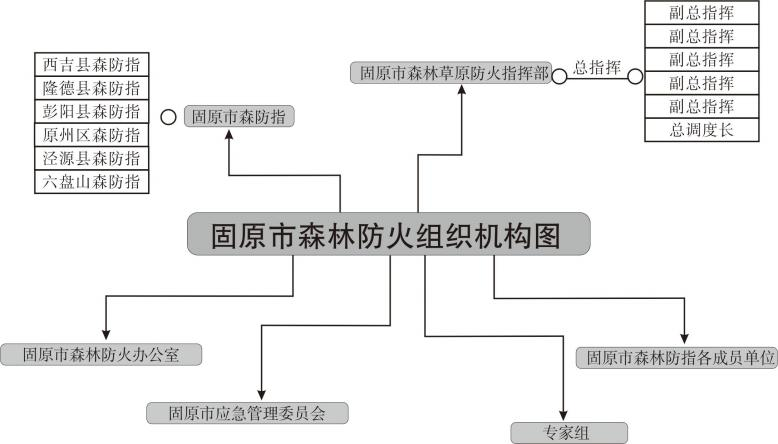 副总指挥
副总指挥
副总指挥
副总指挥
副总指挥
总调度长
总指挥
固原市森林草原防火指挥部
西吉县森防指
隆德县森防指
彭阳县森防指
原州区森防指
泾源县森防指
六盘山森防指
固原市森防指
固原市森林防火组织机构图
固原市森林防火办公室
固原市森林防指各成员单位
固原市应急管理委员会
专家组